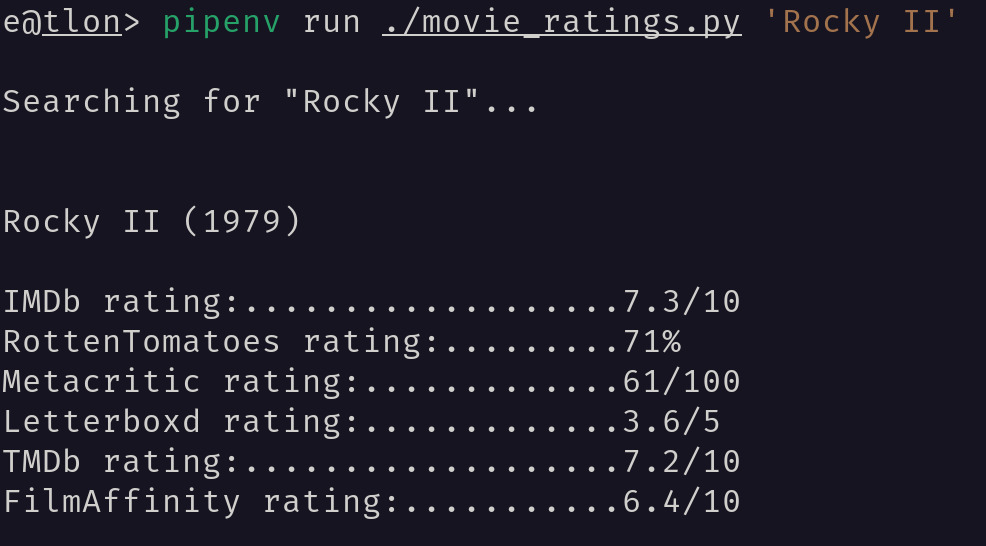 e@tlon> pipenv run ./movie_ratings.py 'Rocky II'
Searching for "Rocky II"...
Rocky II (1979)
IMDb rating:...................7.3/10
RottenTomatoes rating:.........71%
Metacritic rating:.............61/100
Letterboxd rating:.............3.6/5
TMDb rating:...................7.2/10
FilmAffinity rating:...........6.4/10